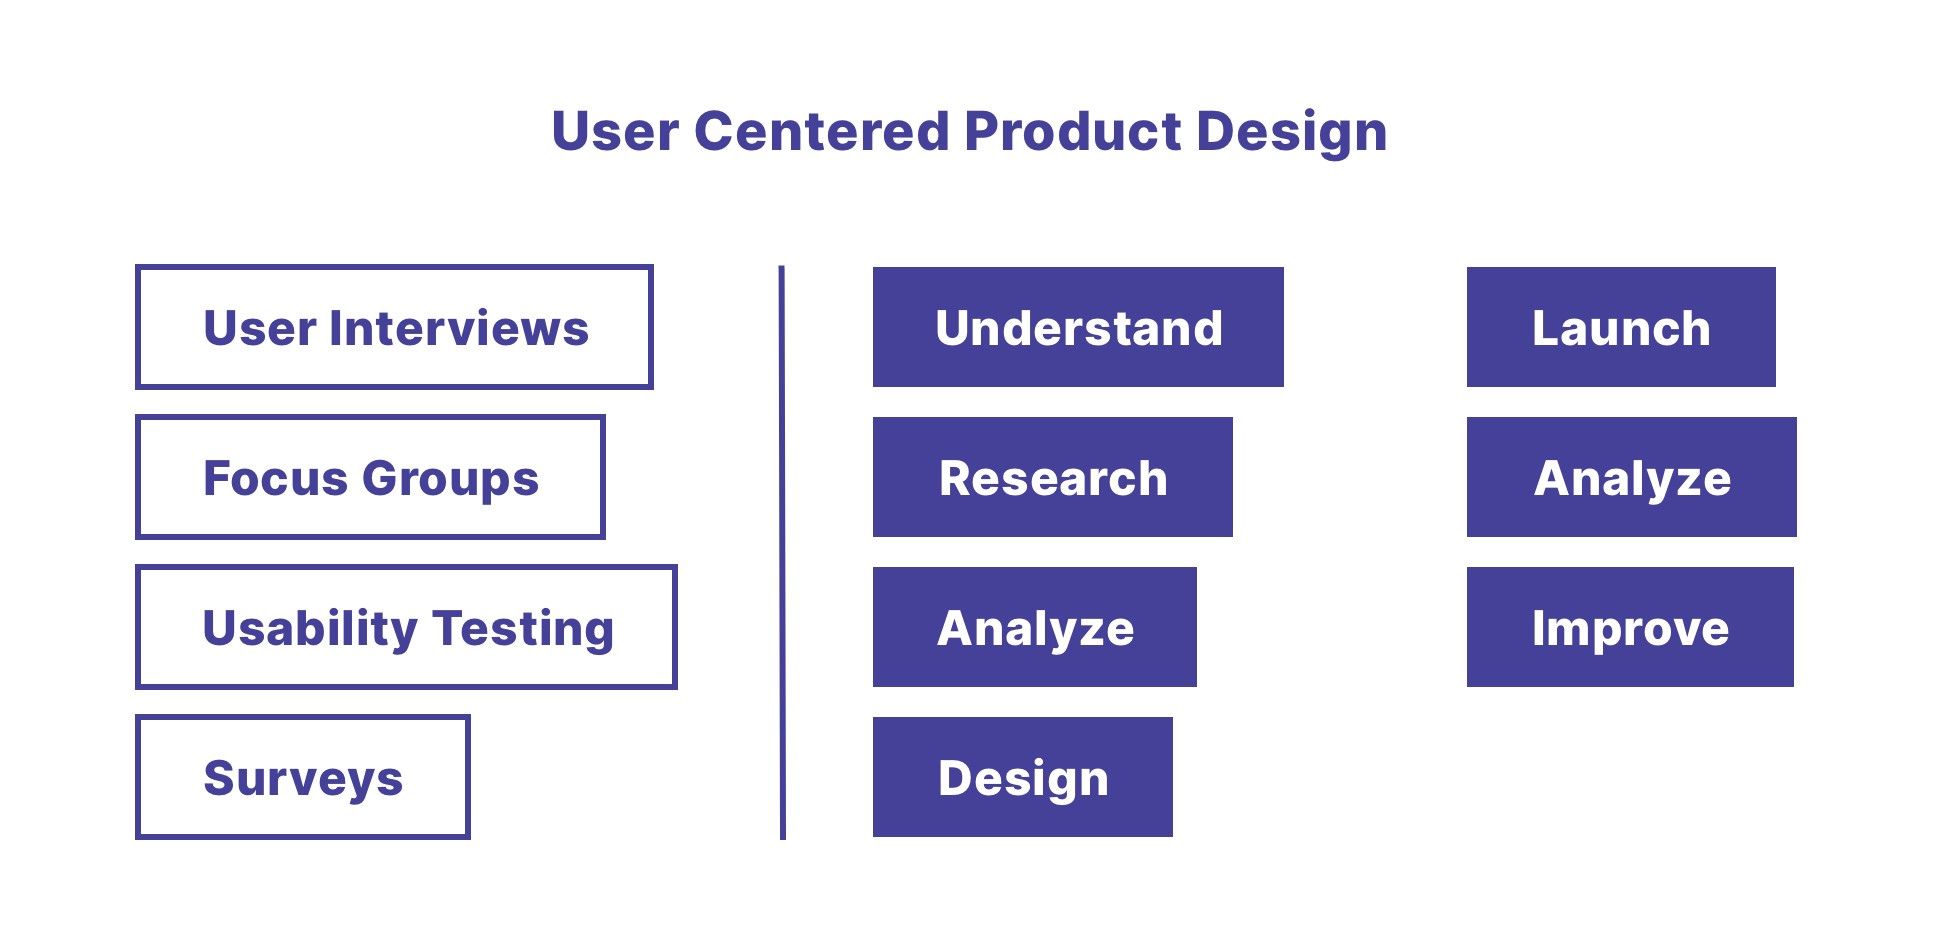 User Centered Product Design
User Interviews
Focus Groups
Usability Testing
Surveys
Understand
Research
Analyze
Design
Launch
Analyze
Improve